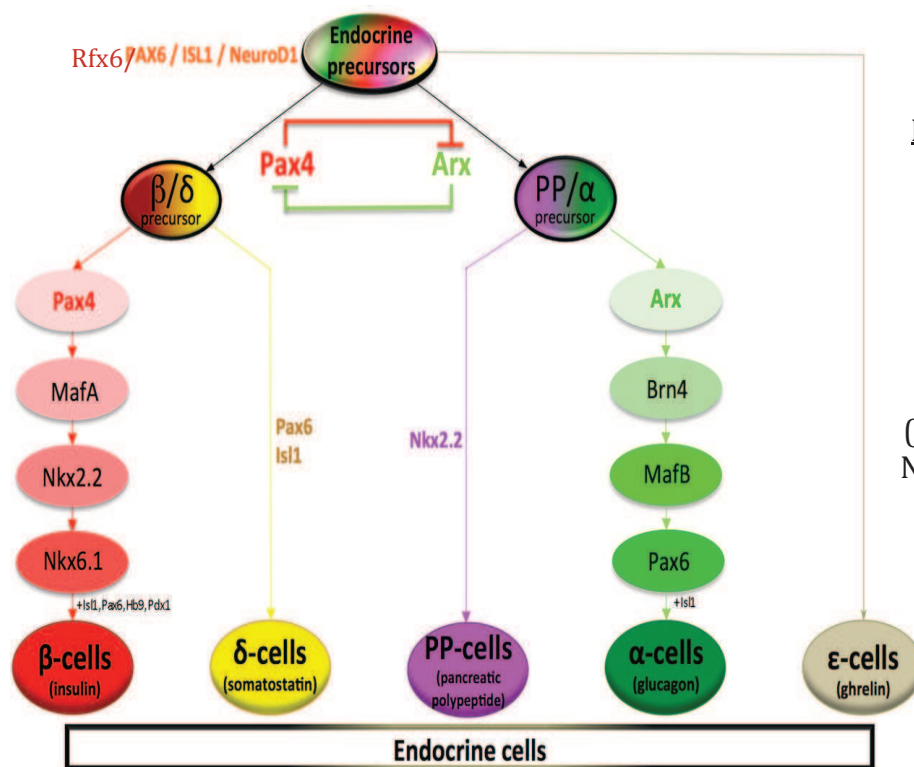 Endocrine
precursors
Rfx6/PAX6 / ISL1 / NeuroD1
Pax4
Arx
β/δ
precursor
PP/α
precursor
Pax4
Arx
MafA
Brn4
Pax6
Isl1
Nkx2.2
Nkx2.2
MafB
Nkx6.1
Pax6
+Isl1,Pax6,Hb9,Pdx1
+Isl1
β-cells
(insulin)
δ-cells
(somatostatin)
PP-cells
(pancreatic
polypeptide)
α-cells
(glucagon)
ε-cells
(ghrelin)
Endocrine cells
(
N